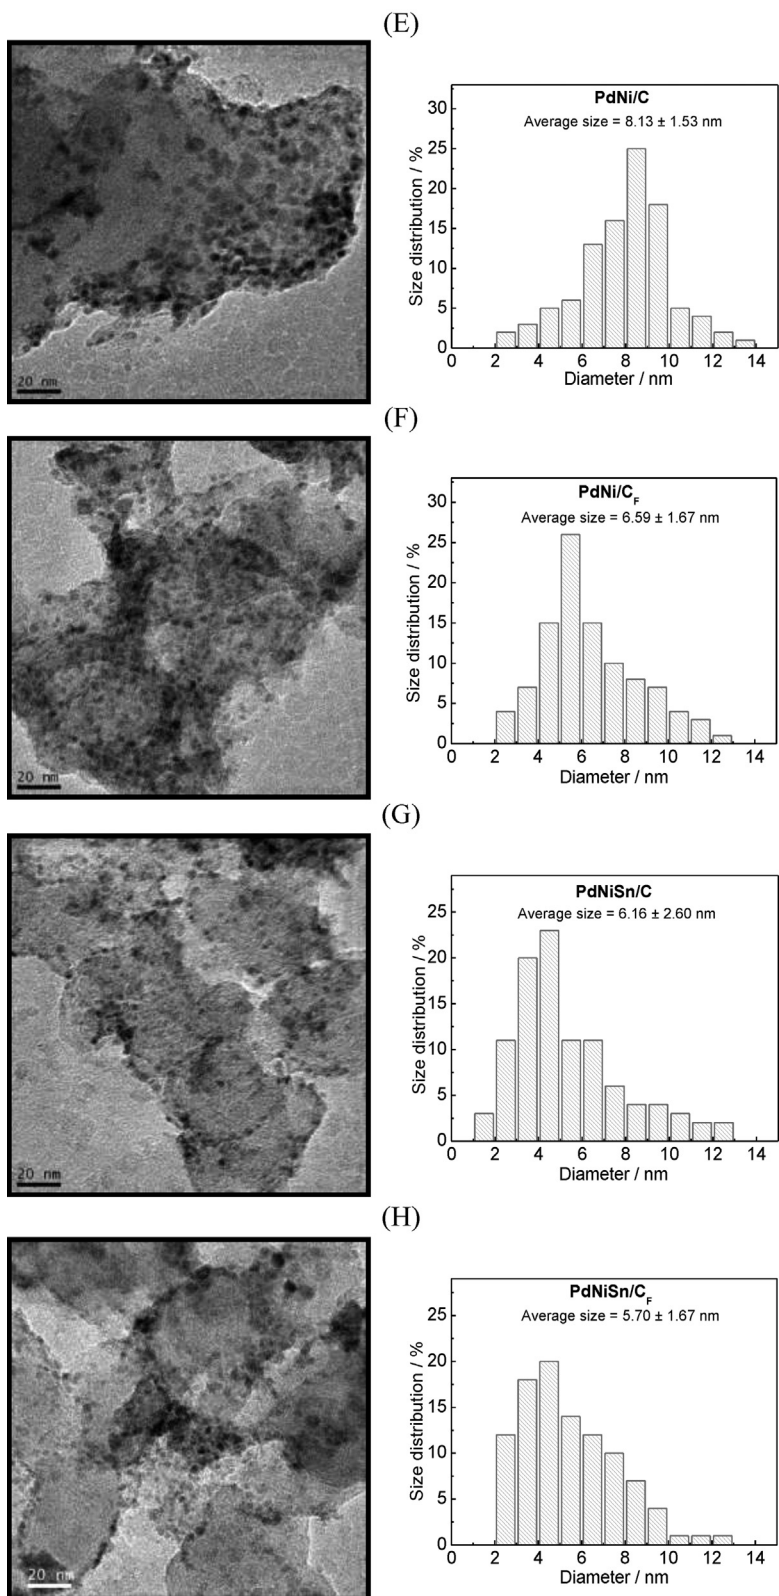 (E)
PdNi/C
Average size = 8.13 ± 1.53 nm
30
25
20
15
10
5
0
Size distribution / %
0 2 4 6 8 10 12 14
Diameter / nm
20 nm
(F)
PdNi/C_F
Average size = 6.59 ± 1.67 nm
30
25
20
15
10
5
0
Size distribution / %
0 2 4 6 8 10 12 14
Diameter / nm
20 nm
(G)
PdNiSn/C
Average size = 6.16 ± 2.60 nm
25
20
15
10
5
0
Size distribution / %
0 2 4 6 8 10 12 14
Diameter / nm
20 nm
(H)
PdNiSn/C_F
Average size = 5.70 ± 1.67 nm
25
20
15
10
5
0
Size distribution / %
0 2 4 6 8 10 12 14
Diameter / nm
20 nm